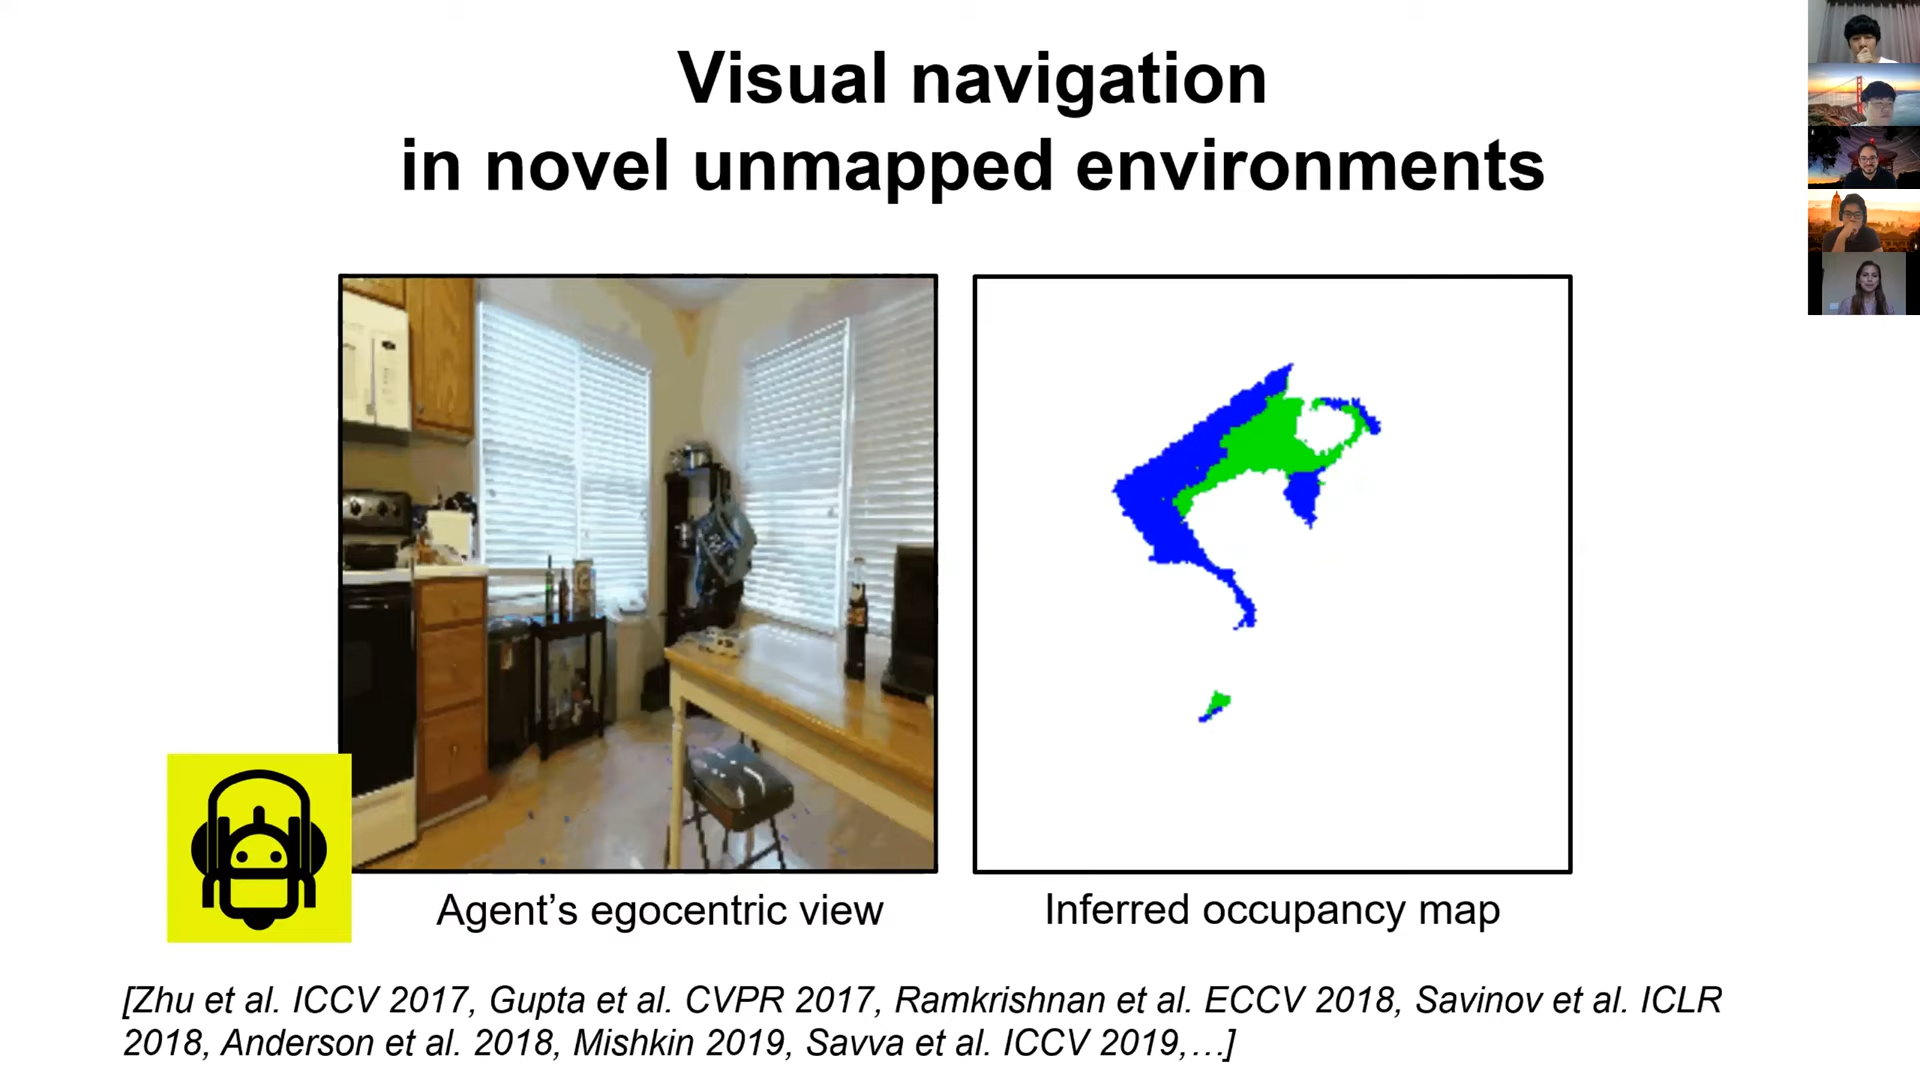 Visual navigation
in novel unmapped environments
Agent’s egocentric view
Inferred occupancy map
[Zhu et al. ICCV 2017, Gupta et al. CVPR 2017, Ramkrishnan et al. ECCV 2018, Savinov et al. ICLR
2018, Anderson et al. 2018, Mishkin 2019, Savva et al. ICCV 2019,…]